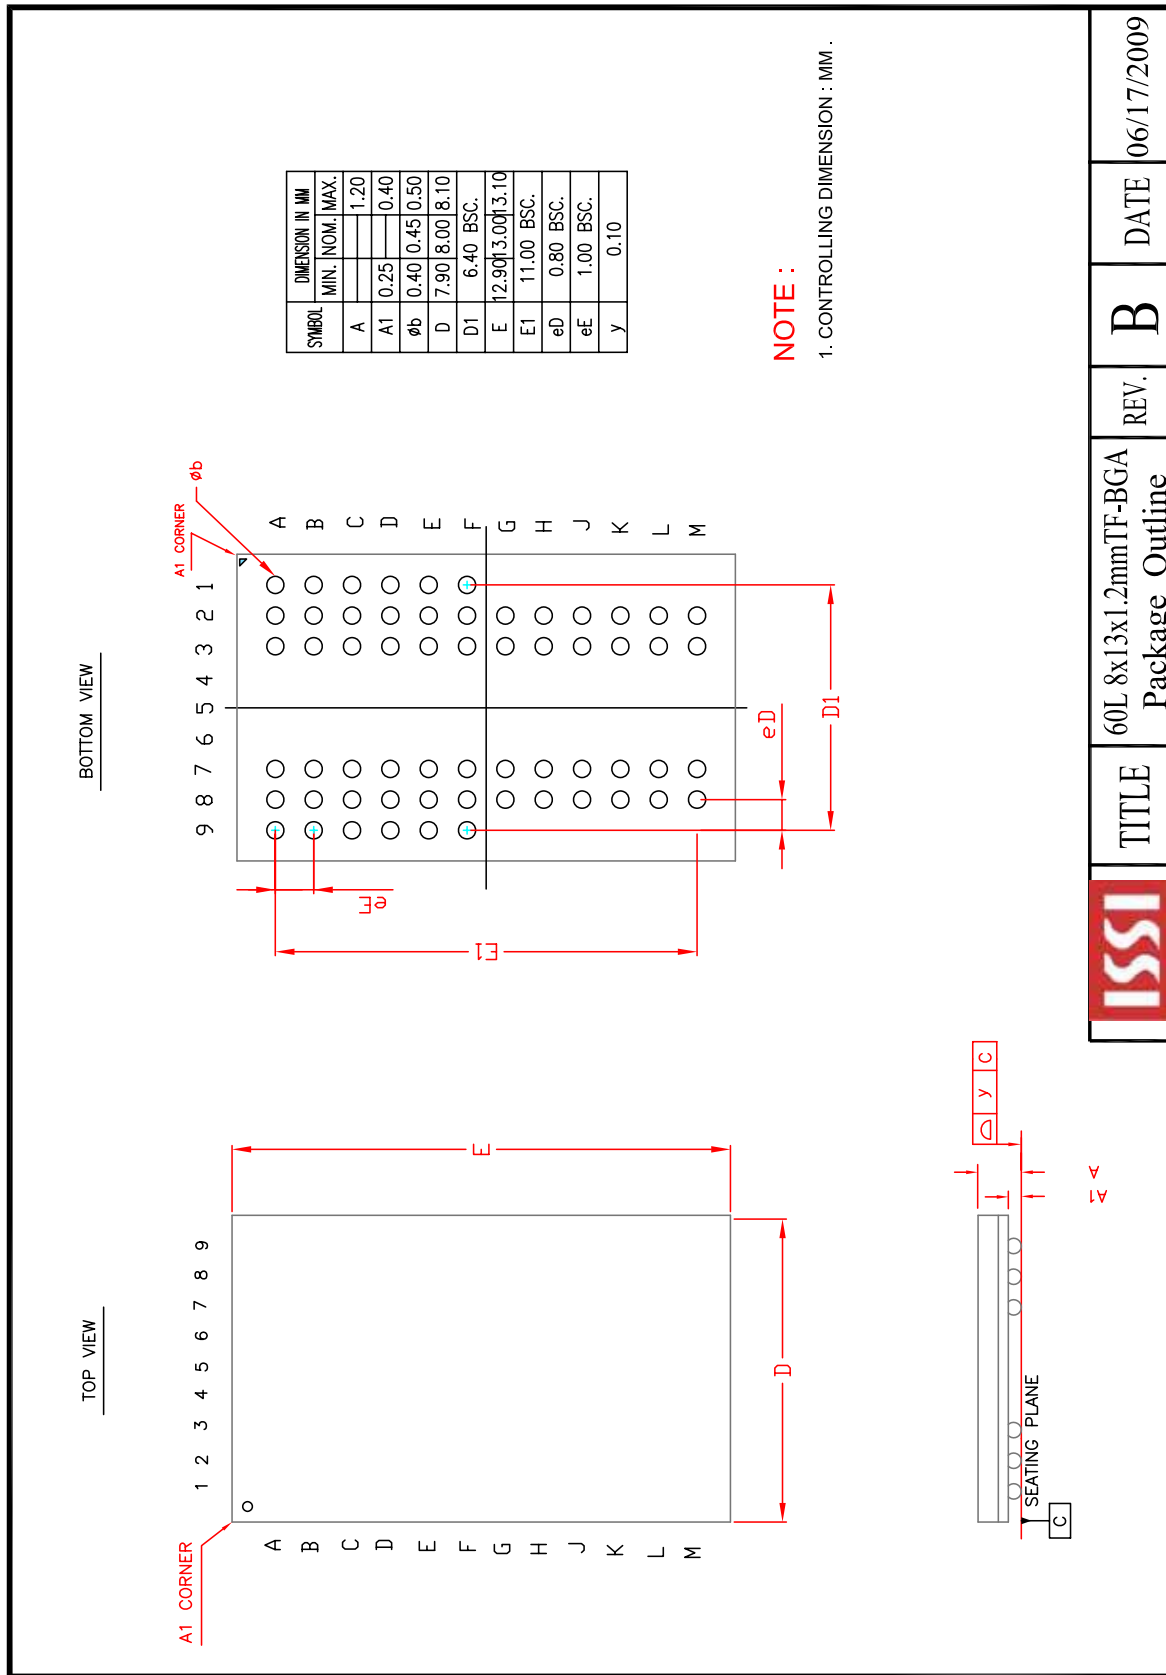 TOP VIEW
A1 CORNER
1 2 3 4 5 6 7 8 9
A
B
C
D
E
F
G
H
J
K
L
M
E
D
BOTTOM VIEW
A1 CORNER
øb
9 8 7 6 5 4 3 2 1
A
B
C
D
E
F
G
H
J
K
L
M
eE
E1
eD
D1
SYMBOL DIMENSION IN MM
MIN. NOM. MAX.
A 1.20
A1 0.25 0.40
øb 0.40 0.45 0.50
D 7.90 8.00 8.10
D1 6.40 BSC.
E 12.90 13.00 13.10
E1 11.00 BSC.
eD 0.80 BSC.
eE 1.00 BSC.
y 0.10
NOTE :
1. CONTROLLING DIMENSION : MM .
y C
A
A1
SEATING PLANE
C
ISSI
TITLE
60L 8x13x1.2mmTF-BGA
Package Outline
REV.
B
DATE
06/17/2009